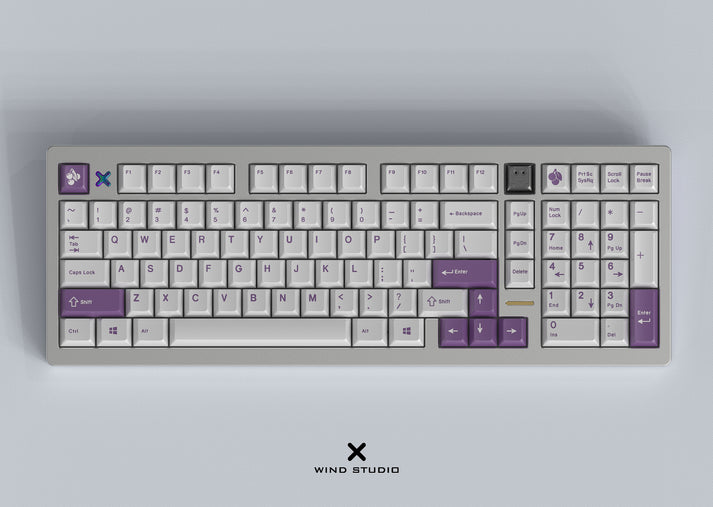 F1 F2 F3 F4 F5 F6 F7 F8 F9 F10 F11 F12 PrtSc Scroll Pause
SysRq Lock Break
~ ! @ # $ % ^ & * ( ) _ + ← Backspace PgUp Num / * −
` 1 2 3 4 5 6 7 8 9 0 - = Lock
Tab Q W E R T Y U I O P { } | PgDn 7 8 ↑ 9 +
[ ] \ Home Pg Up
Caps Lock A S D F G H J K L : " Enter Delete 4 ← 5 6 →
; '
⇧ Shift Z X C V B N M < > ? ⇧ Shift ↑ 1 2 ↓ 3 Enter
, . / End Pg Dn
Ctrl Alt Alt ← ↓ → 0 .
Ins Del
WIND STUDIO